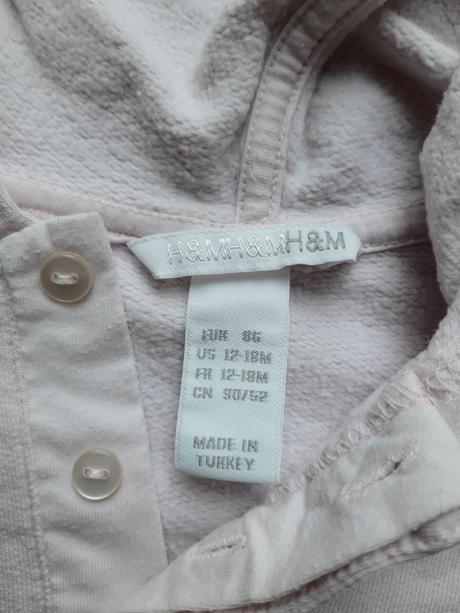 H&MH&MH&M
EUR 86
US 12-18M
FR 12-18M
CN 90/52
MADE IN
TURKEY